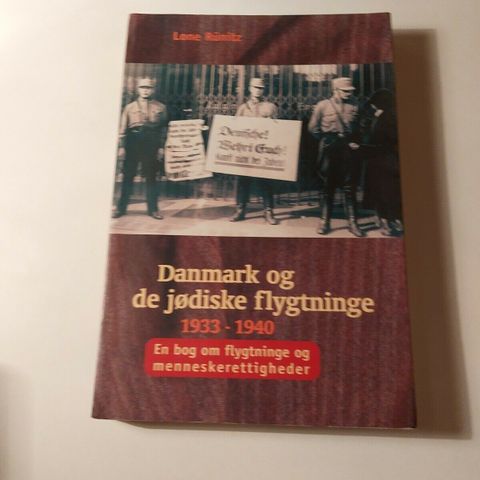 Lone Rünitz
Deutsche!
Wehrt Euch!
Kauft nicht bei Juden!
Danmark og
de jødiske flygtninge
1933 - 1940
En bog om flygtninge og
menneskerettigheder